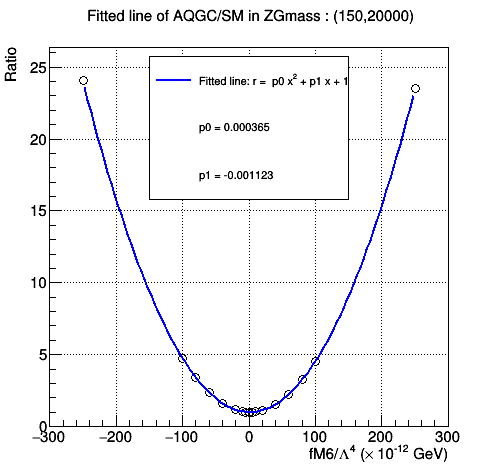 Fitted line of AQGC/SM in ZGmass : (150,20000)
Ratio
Fitted line: r = p0 x² + p1 x + 1
p0 = 0.000365
p1 = -0.001123
25
20
15
10
5
0
−300 −200 −100 0 100 200 300
fM6/Λ⁴ (× 10⁻¹² GeV)